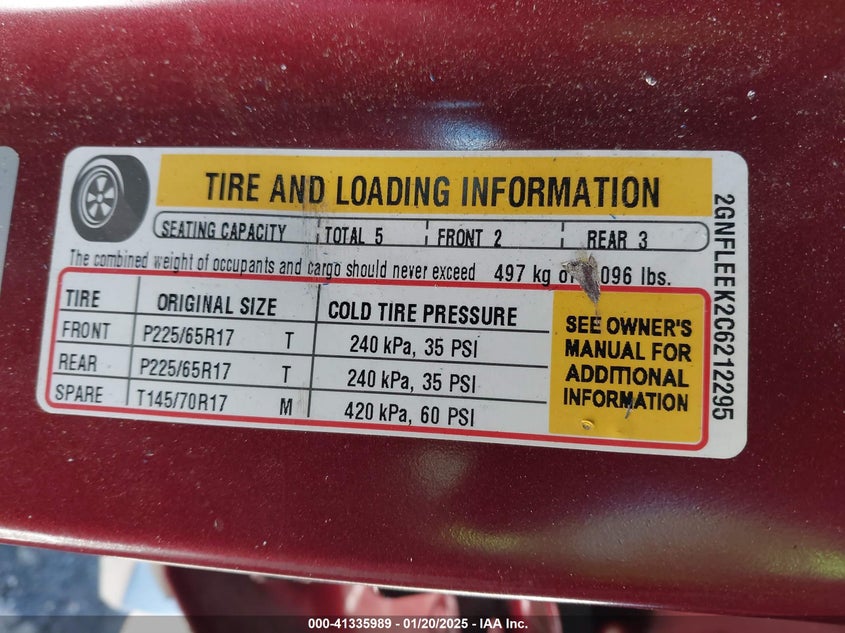 TIRE AND LOADING INFORMATION
SEATING CAPACITY TOTAL 5 FRONT 2 REAR 3
The combined weight of occupants and cargo should never exceed 497 kg 096 lbs.
TIRE ORIGINAL SIZE COLD TIRE PRESSURE
FRONT P225/65R17 T 240 kPa, 35 PSI
REAR P225/65R17 T 240 kPa, 35 PSI
SPARE T145/70R17 M 420 kPa, 60 PSI
SEE OWNER'S
MANUAL FOR
ADDITIONAL
INFORMATION
2GNFLEEK2C6212295
000-41335989 — 01/20/2025 — IAA Inc.